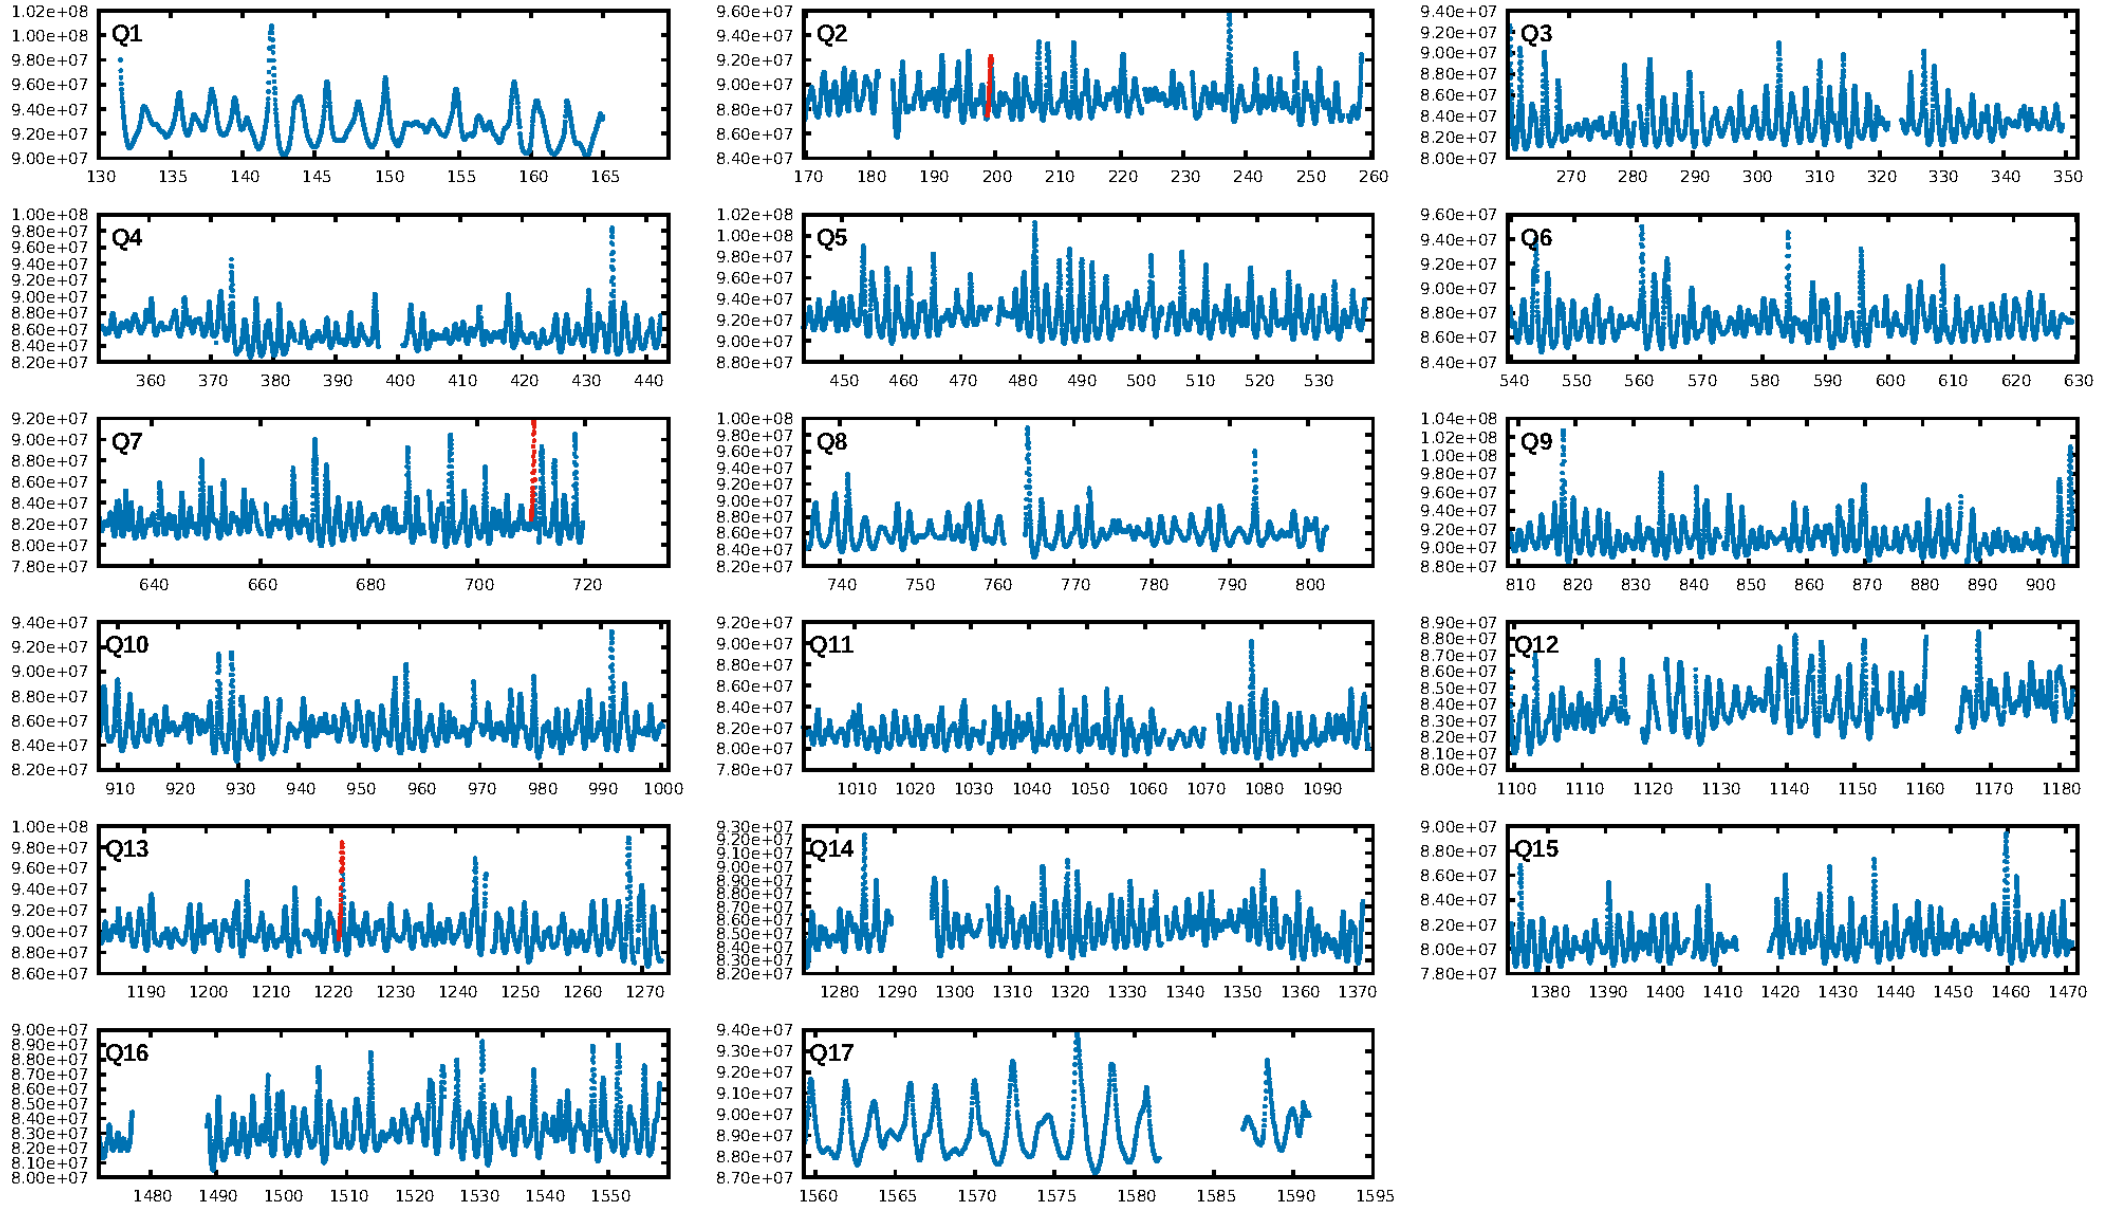 1.02e+08
1.00e+08
9.80e+07
9.60e+07
9.40e+07
9.20e+07
9.00e+07
Q1
130 135 140 145 150 155 160 165
9.60e+07
9.40e+07
9.20e+07
9.00e+07
8.80e+07
8.60e+07
8.40e+07
Q2
170 180 190 200 210 220 230 240 250 260
9.40e+07
9.20e+07
9.00e+07
8.80e+07
8.60e+07
8.40e+07
8.20e+07
8.00e+07
Q3
270 280 290 300 310 320 330 340 350
1.00e+08
9.80e+07
9.60e+07
9.40e+07
9.20e+07
9.00e+07
8.80e+07
8.60e+07
8.40e+07
8.20e+07
Q4
360 370 380 390 400 410 420 430 440
1.02e+08
1.00e+08
9.80e+07
9.60e+07
9.40e+07
9.20e+07
9.00e+07
8.80e+07
Q5
450 460 470 480 490 500 510 520 530
9.60e+07
9.40e+07
9.20e+07
9.00e+07
8.80e+07
8.60e+07
8.40e+07
Q6
540 550 560 570 580 590 600 610 620 630
9.20e+07
9.00e+07
8.80e+07
8.60e+07
8.40e+07
8.20e+07
8.00e+07
7.80e+07
Q7
640 660 680 700 720
1.00e+08
9.80e+07
9.60e+07
9.40e+07
9.20e+07
9.00e+07
8.80e+07
8.60e+07
8.40e+07
8.20e+07
Q8
740 750 760 770 780 790 800
1.04e+08
1.02e+08
1.00e+08
9.80e+07
9.60e+07
9.40e+07
9.20e+07
9.00e+07
8.80e+07
Q9
810 820 830 840 850 860 870 880 890 900
9.40e+07
9.20e+07
9.00e+07
8.80e+07
8.60e+07
8.40e+07
8.20e+07
Q10
910 920 930 940 950 960 970 980 990 1000
9.20e+07
9.00e+07
8.80e+07
8.60e+07
8.40e+07
8.20e+07
8.00e+07
7.80e+07
Q11
1010 1020 1030 1040 1050 1060 1070 1080 1090
8.90e+07
8.80e+07
8.70e+07
8.60e+07
8.50e+07
8.40e+07
8.30e+07
8.20e+07
8.10e+07
8.00e+07
Q12
1100 1110 1120 1130 1140 1150 1160 1170 1180
1.00e+08
9.80e+07
9.60e+07
9.40e+07
9.20e+07
9.00e+07
8.80e+07
8.60e+07
Q13
1190 1200 1210 1220 1230 1240 1250 1260 1270
9.30e+07
9.20e+07
9.10e+07
9.00e+07
8.90e+07
8.80e+07
8.70e+07
8.60e+07
8.50e+07
8.40e+07
8.30e+07
8.20e+07
Q14
1280 1290 1300 1310 1320 1330 1340 1350 1360 1370
9.00e+07
8.80e+07
8.60e+07
8.40e+07
8.20e+07
8.00e+07
7.80e+07
Q15
1380 1390 1400 1410 1420 1430 1440 1450 1460 1470
9.00e+07
8.90e+07
8.80e+07
8.70e+07
8.60e+07
8.50e+07
8.40e+07
8.30e+07
8.20e+07
8.10e+07
8.00e+07
Q16
1480 1490 1500 1510 1520 1530 1540 1550
9.40e+07
9.30e+07
9.20e+07
9.10e+07
9.00e+07
8.90e+07
8.80e+07
8.70e+07
Q17
1560 1565 1570 1575 1580 1585 1590 1595